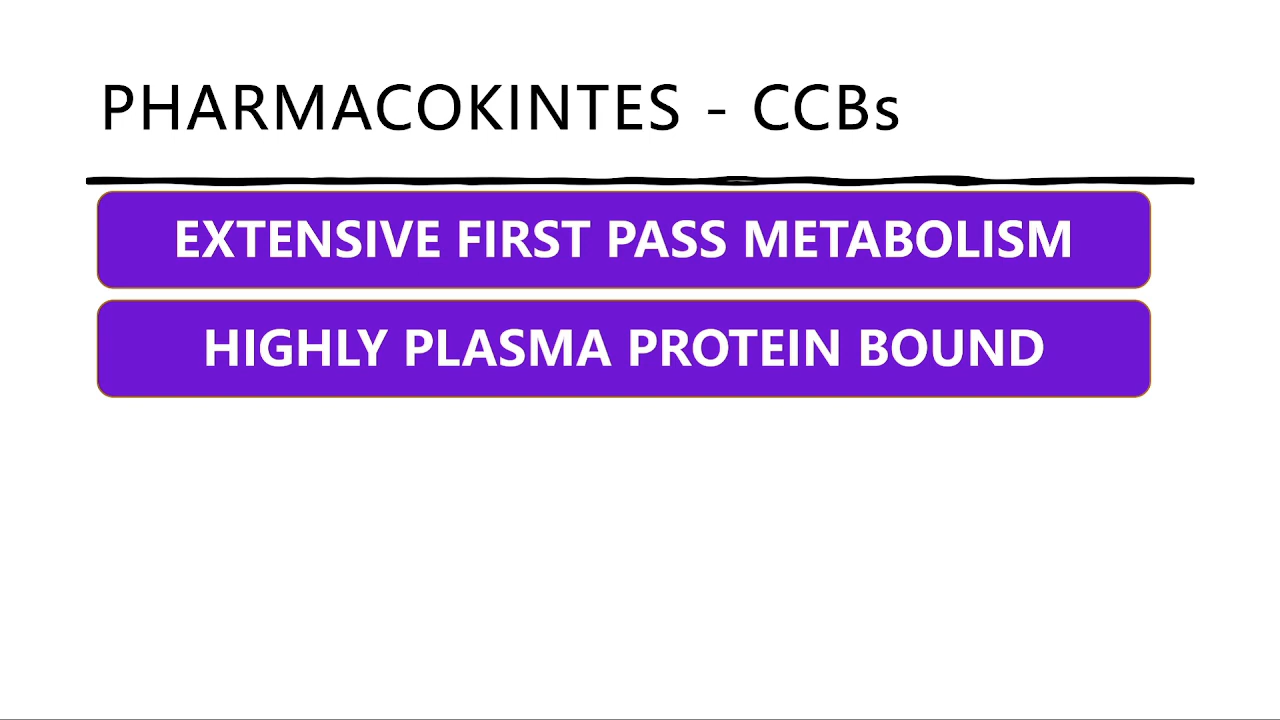 PHARMACOKINTES - CCBs
EXTENSIVE FIRST PASS METABOLISM
HIGHLY PLASMA PROTEIN BOUND